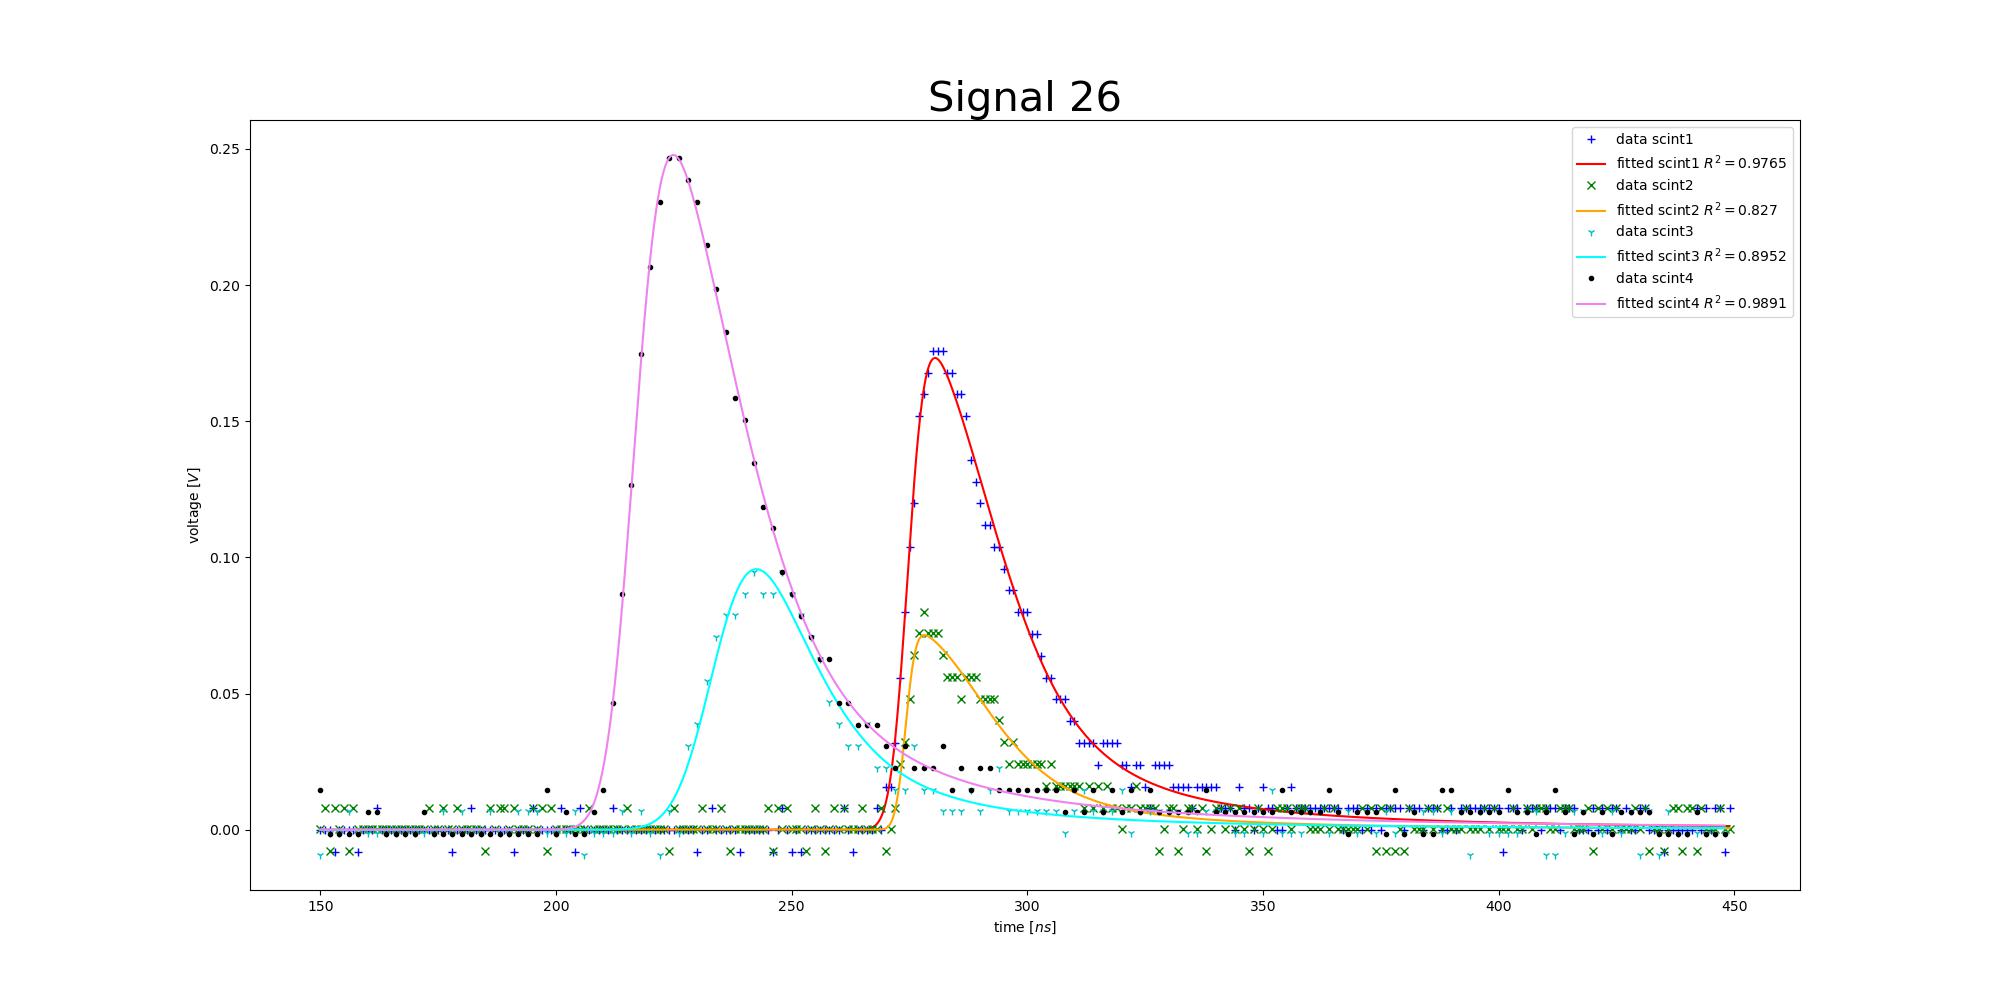 Signal 26
data scint1
fitted scint1 R² = 0.9765
data scint2
fitted scint2 R² = 0.827
data scint3
fitted scint3 R² = 0.8952
data scint4
fitted scint4 R² = 0.9891
0.25
0.20
0.15
0.10
0.05
0.00
voltage [V]
150 200 250 300 350 400 450
time [ns]